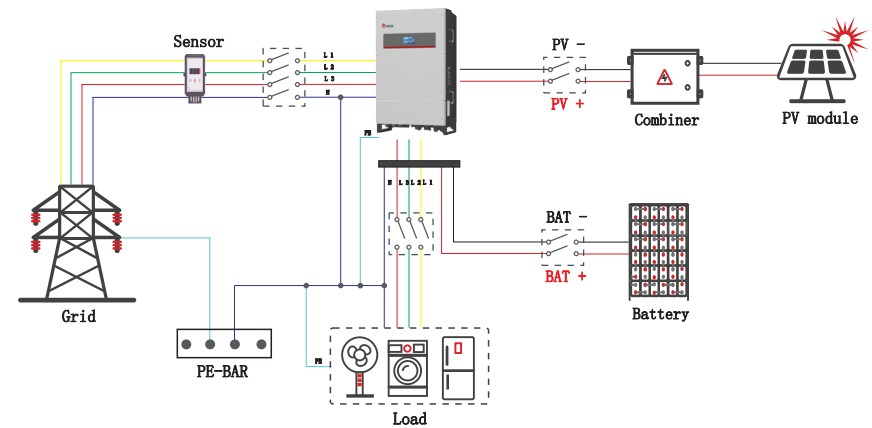 Sensor
L 1
L 2
L 3
N
PE
PV -
PV +
Combiner
PV module
N
L 3
L 2
L 1
BAT -
BAT +
Battery
Grid
PE-BAR
PE
Load